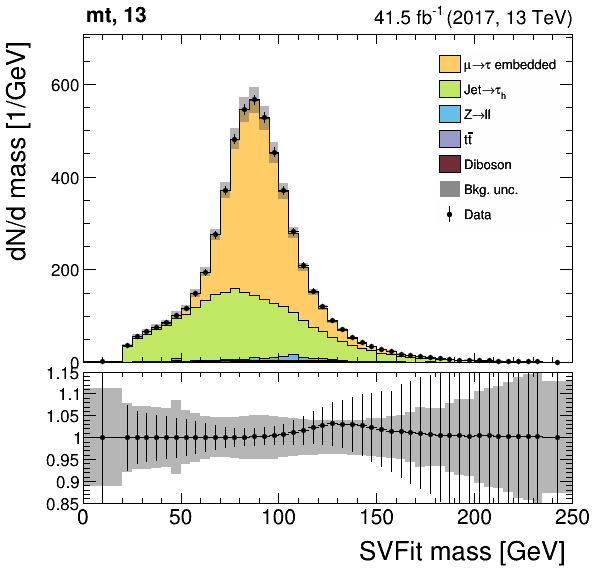 mt, 13
41.5 fb⁻¹ (2017, 13 TeV)
dN/d mass [1/GeV]
600
400
200
0
μ→τ embedded
Jet→τₕ
Z→ll
tt̄
Diboson
Bkg. unc.
Data
1.15
1.1
1.05
1
0.95
0.9
0.85
0 50 100 150 200 250
SVFit mass [GeV]